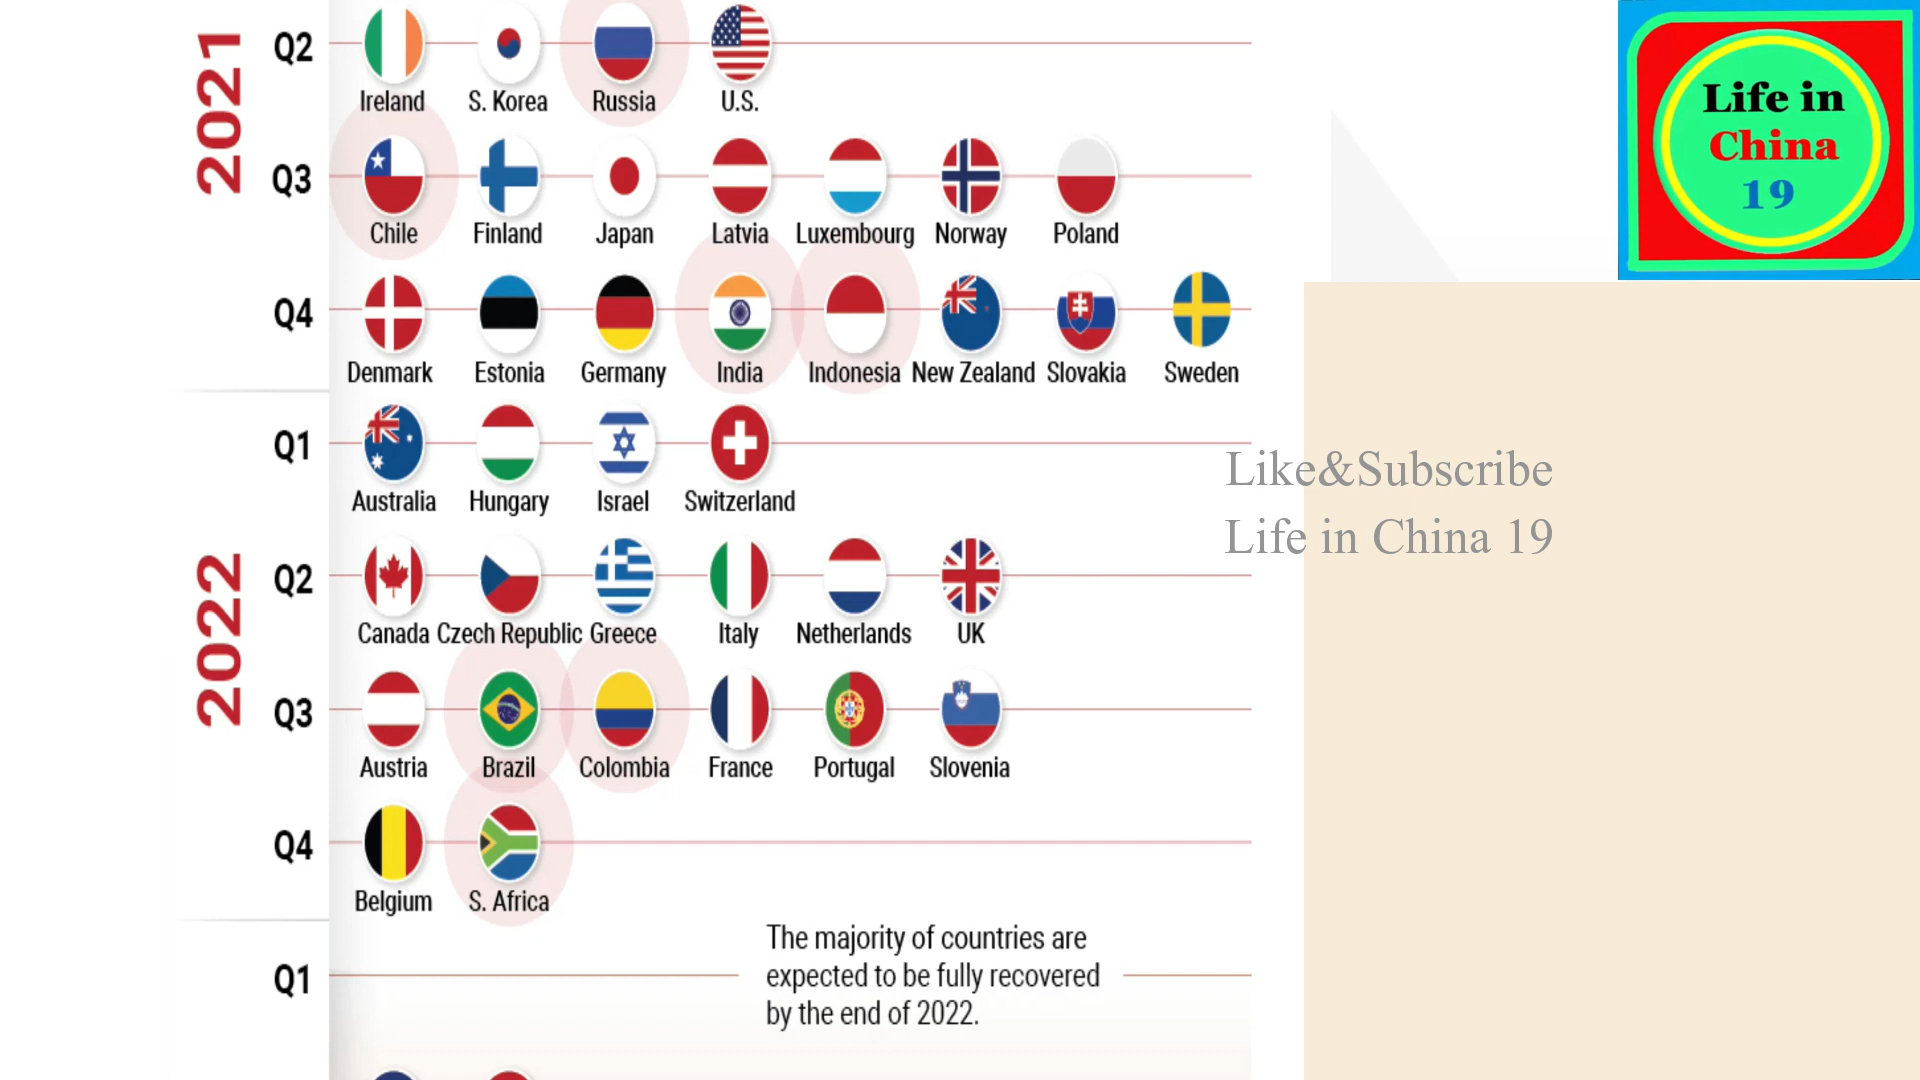 2021
Q2
Ireland S. Korea Russia U.S.
Q3
Chile Finland Japan Latvia Luxembourg Norway Poland
Q4
Denmark Estonia Germany India Indonesia New Zealand Slovakia Sweden
2022
Q1
Australia Hungary Israel Switzerland
Q2
Canada Czech Republic Greece Italy Netherlands UK
Q3
Austria Brazil Colombia France Portugal Slovenia
Q4
Belgium S. Africa
Q1
The majority of countries are
expected to be fully recovered
by the end of 2022.
Life in
China
19
Like&Subscribe
Life in China 19